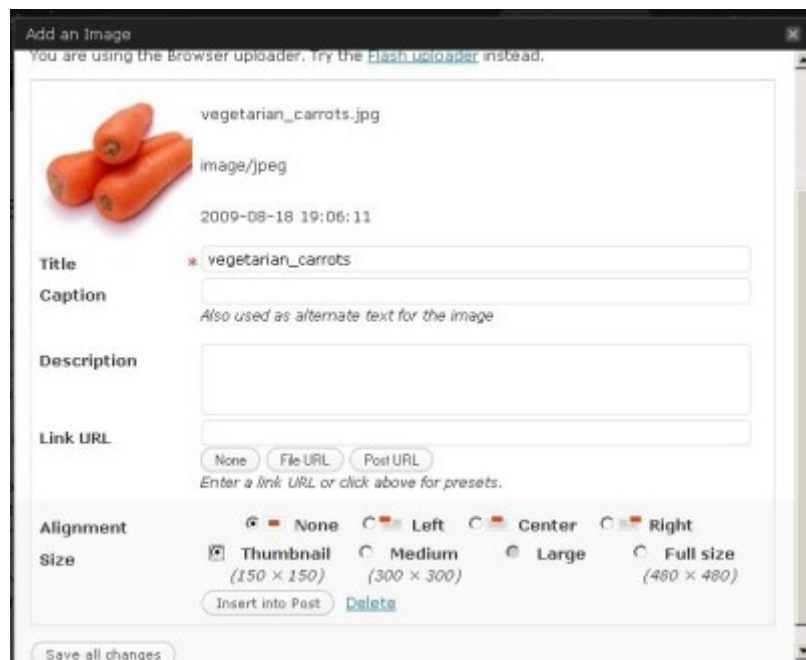 Add an Image
You are using the Browser uploader. Try the Flash uploader instead.
vegetarian_carrots.jpg
image/jpeg
2009-08-18 19:06:11
Title * vegetarian_carrots
Caption
Also used as alternate text for the image
Description
Link URL
None File URL Post URL
Enter a link URL or click above for presets.
Alignment None Left Center Right
Size Thumbnail Medium Large Full size
(150 × 150) (300 × 300) (480 × 480)
Insert into Post Delete
Save all changes